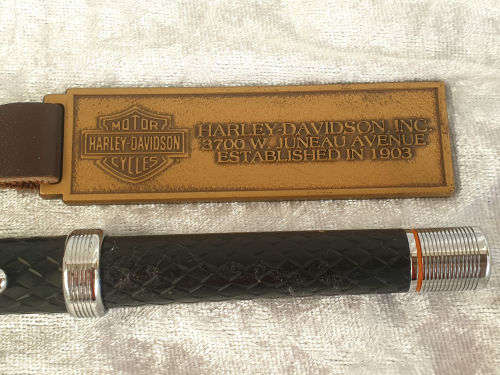 MOTOR
HARLEY-DAVIDSON
CYCLES
HARLEY-DAVIDSON, INC.
3700 W. JUNEAU AVENUE
ESTABLISHED IN 1903